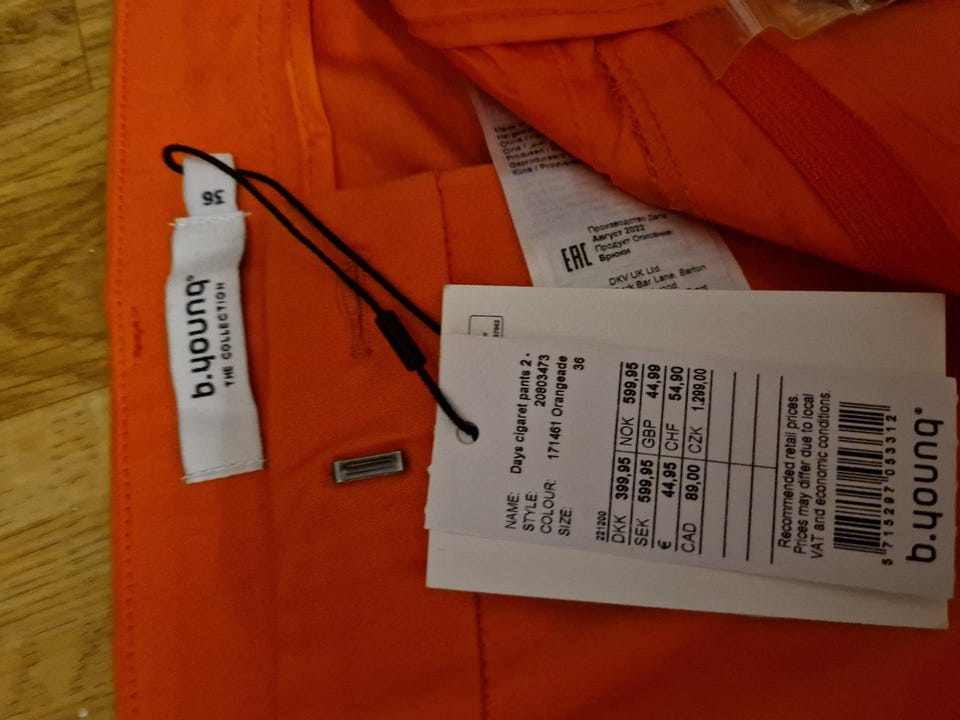 36
b.young®
THE COLLECTION
Производство Дата:
Август 2022
Продукт Описание:
Брюки
EAC
DKV UK Ltd.
Bar Lane, Barton
NAME: Days cigaret pants 2 -
STYLE: 20803473
COLOUR: 171461 Orangeade
SIZE: 36
221200
DKK 399,95 NOK 599,95
SEK 599,95 GBP 44,99
€ 44,95 CHF 54,90
CAD 89,00 CZK 1.299,00
Recommended retail prices.
Prices may differ due to local
VAT and economic conditions.
5 715297 053312
b.young®